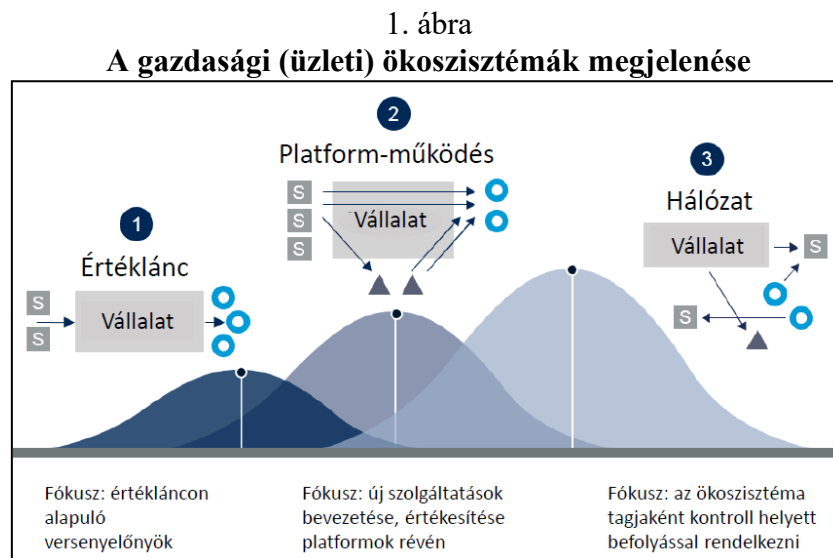 1. ábra
A gazdasági (üzleti) ökoszisztémák megjelenése
1
Értéklánc
S
S
Vállalat
2
Platform-működés
S
S
S
Vállalat
3
Hálózat
Vállalat
S
S
Fókusz: értékláncon
alapuló
versenyelőnyök
Fókusz: új szolgáltatások
bevezetése, értékesítése
platformok révén
Fókusz: az ökoszisztéma
tagjaként kontroll helyett
befolyással rendelkezni